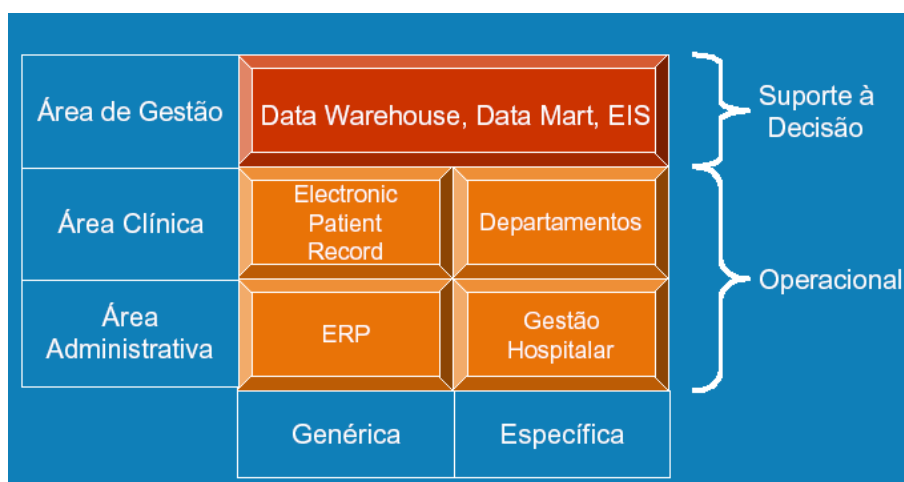 Área de Gestão
Data Warehouse, Data Mart, EIS
Suporte à
Decisão
Área Clínica
Electronic
Patient
Record
Departamentos
Operacional
Área
Administrativa
ERP
Gestão
Hospitalar
Genérica
Específica